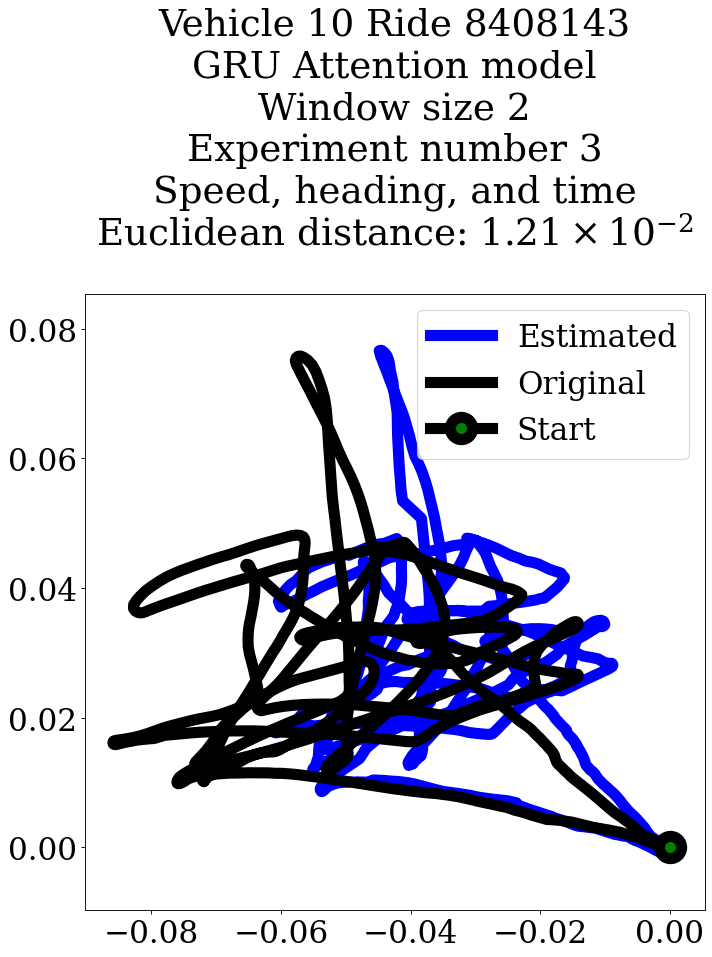 Vehicle 10 Ride 8408143
GRU Attention model
Window size 2
Experiment number 3
Speed, heading, and time
Euclidean distance: 1.21 × 10⁻²
Estimated
Original
Start
0.08
0.06
0.04
0.02
0.00
−0.08 −0.06 −0.04 −0.02 0.00